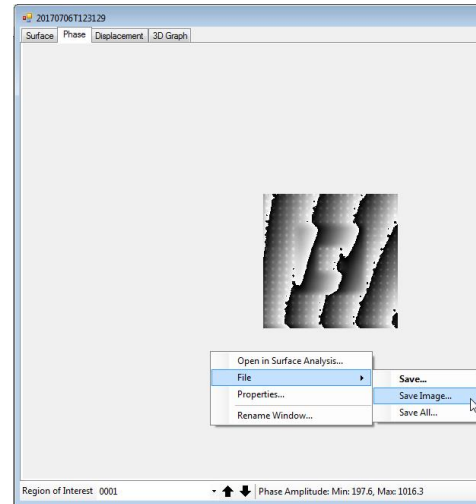 20170706T123129
Surface Phase Displacement 3D Graph
Open in Surface Analysis...
File
Properties...
Rename Window...
Save...
Save Image...
Save All...
Region of Interest 0001 Phase Amplitude: Min: 197.6, Max: 1016.3